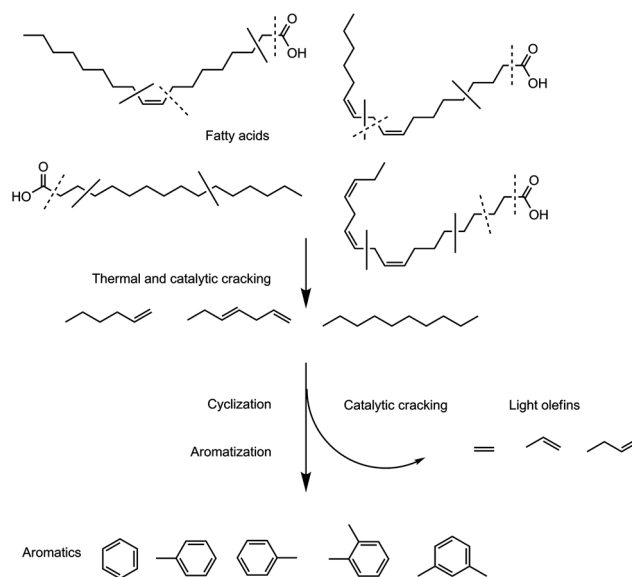 O
OH
O
OH
Fatty acids
O
HO
O
OH
Thermal and catalytic cracking
Cyclization
Catalytic cracking
Light olefins
Aromatization
Aromatics